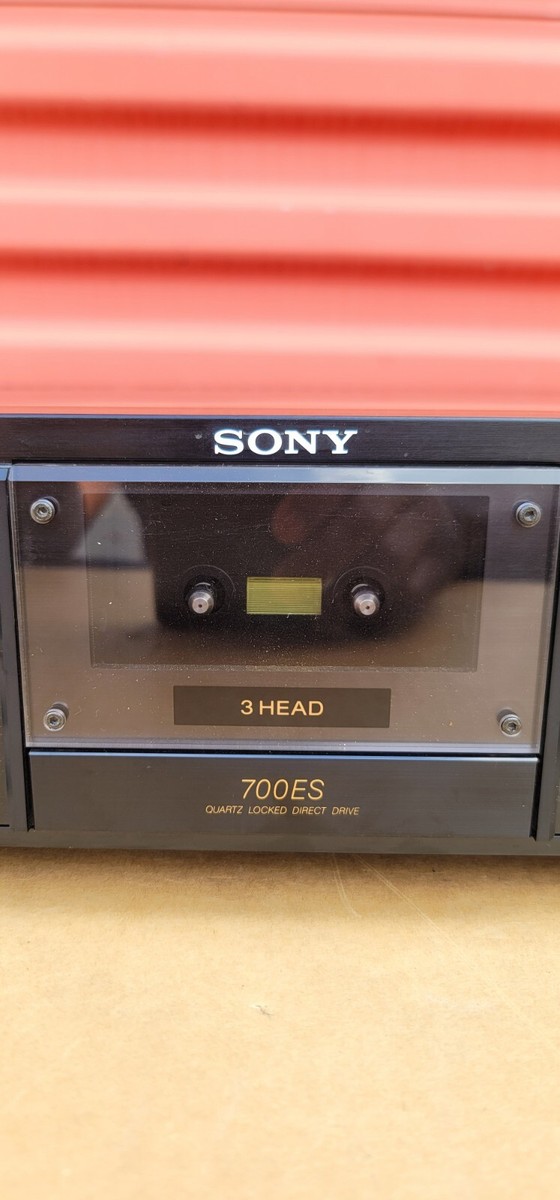 SONY
3 HEAD
700ES
QUARTZ LOCKED DIRECT DRIVE